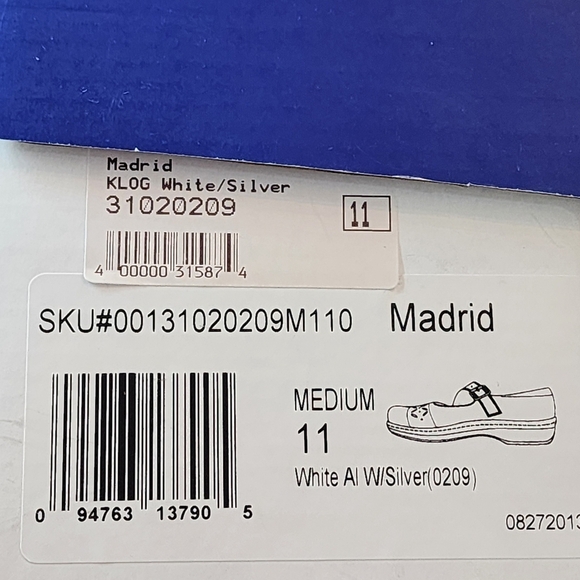 Madrid
KLOG White/Silver
31020209
11
4 00000 31587 4
SKU#00131020209M110 Madrid
MEDIUM
11
White Al W/Silver(0209)
0 94763 13790 5
0827201